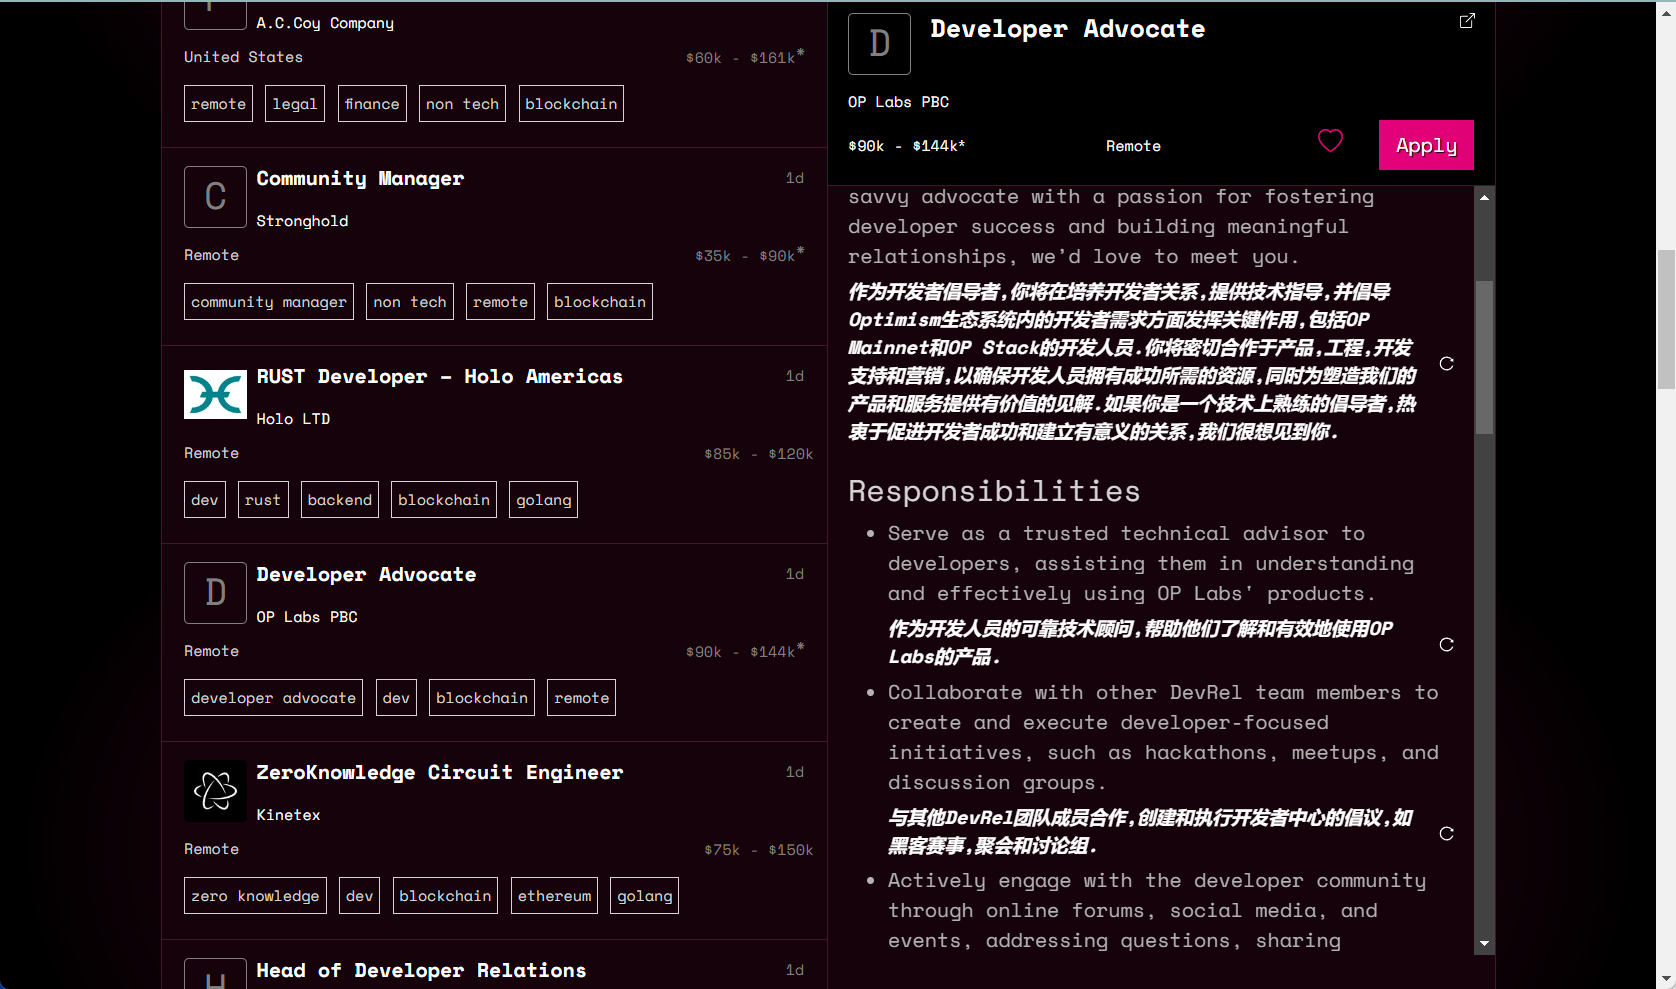 A.C.Coy Company
United States
$60k - $161k*
remote legal finance non tech blockchain
C
Community Manager
1d
Stronghold
Remote
$35k - $90k*
community manager non tech remote blockchain
RUST Developer – Holo Americas
1d
Holo LTD
Remote
$85k - $120k
dev rust backend blockchain golang
D
Developer Advocate
1d
OP Labs PBC
Remote
$90k - $144k*
developer advocate dev blockchain remote
ZeroKnowledge Circuit Engineer
1d
Kinetex
Remote
$75k - $150k
zero knowledge dev blockchain ethereum golang
Head of Developer Relations
1d
D
Developer Advocate
OP Labs PBC
$90k - $144k*
Remote
Apply
savvy advocate with a passion for fostering
developer success and building meaningful
relationships, we’d love to meet you.
作为开发者倡导者,你将在培养开发者关系,提供技术指导,并倡导
Optimism生态系统内的开发者需求方面发挥关键作用,包括OP
Mainnet和OP Stack的开发人员.你将密切合作于产品,工程,开发
支持和营销,以确保开发人员拥有成功所需的资源,同时为塑造我们的
产品和服务提供有价值的见解.如果你是一个技术上熟练的倡导者,热
衷于促进开发者成功和建立有意义的关系,我们很想见到你.
Responsibilities
• Serve as a trusted technical advisor to
developers, assisting them in understanding
and effectively using OP Labs' products.
作为开发人员的可靠技术顾问,帮助他们了解和有效地使用OP
Labs的产品.
• Collaborate with other DevRel team members to
create and execute developer-focused
initiatives, such as hackathons, meetups, and
discussion groups.
与其他DevRel团队成员合作,创建和执行开发者中心的倡议,如
黑客赛事,聚会和讨论组.
• Actively engage with the developer community
through online forums, social media, and
events, addressing questions, sharing